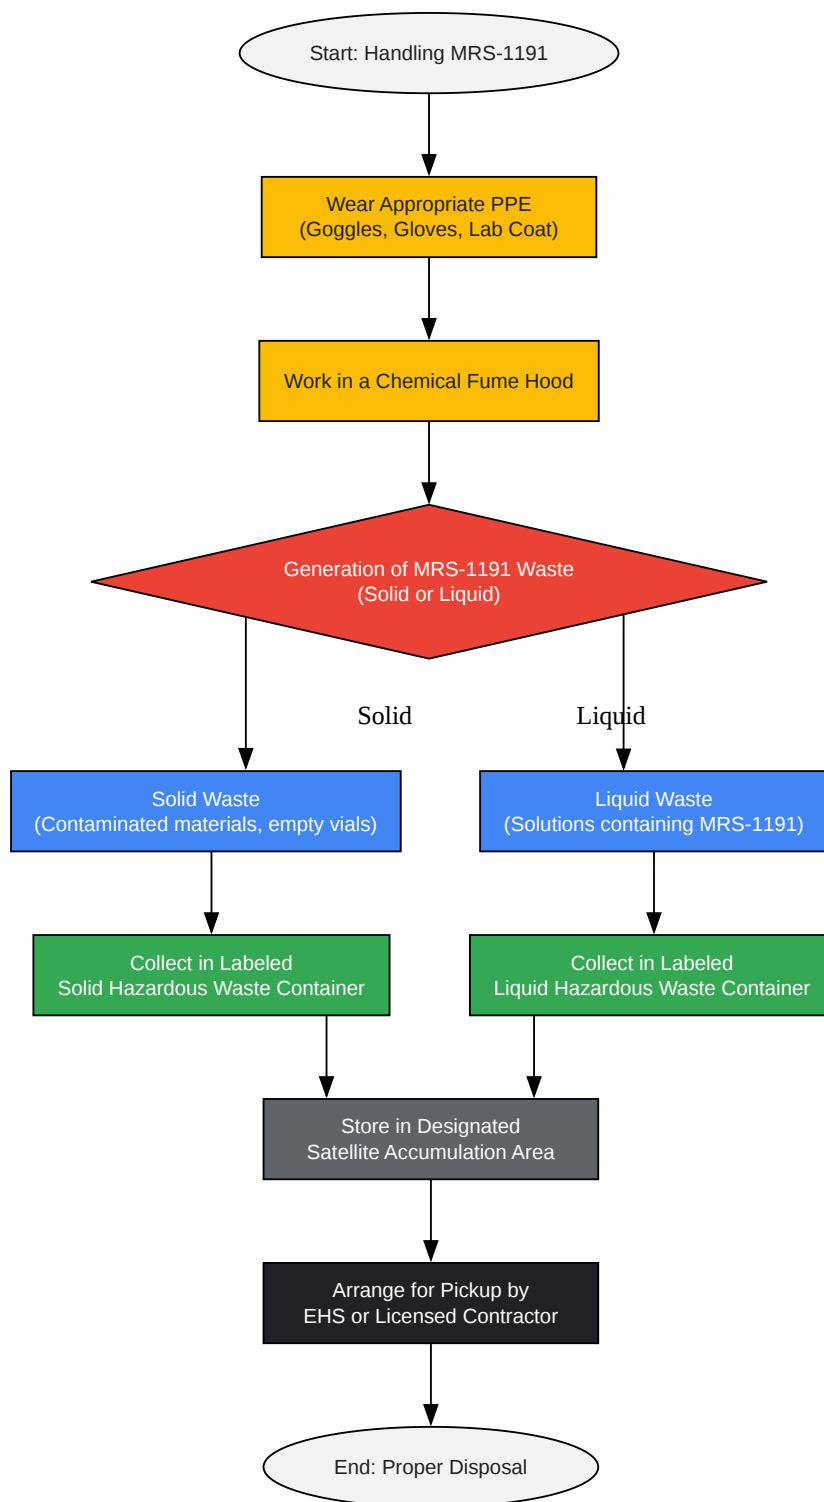 Start: Handling MRS-1191
Wear Appropriate PPE
(Goggles, Gloves, Lab Coat)
Work in a Chemical Fume Hood
Generation of MRS-1191 Waste
(Solid or Liquid)
Solid
Liquid
Solid Waste
(Contaminated materials, empty vials)
Liquid Waste
(Solutions containing MRS-1191)
Collect in Labeled
Solid Hazardous Waste Container
Collect in Labeled
Liquid Hazardous Waste Container
Store in Designated
Satellite Accumulation Area
Arrange for Pickup by
EHS or Licensed Contractor
End: Proper Disposal